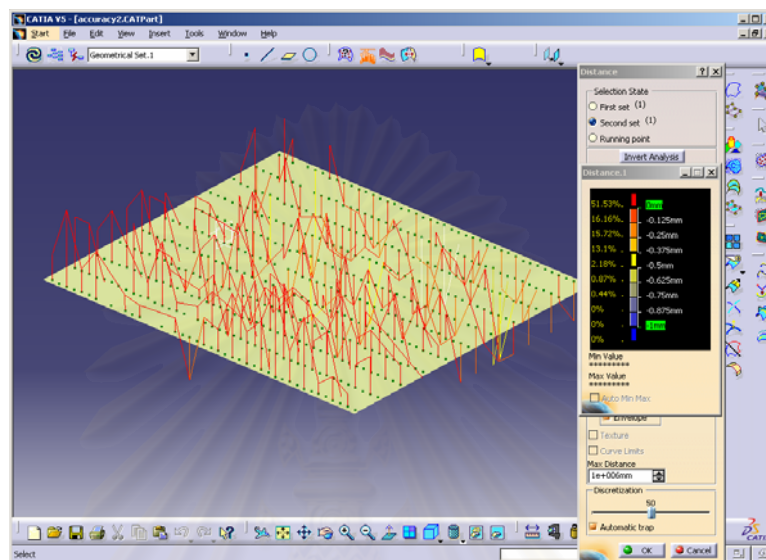 CATIA V5 - [accuracy2.CATPart]
Start File Edit View Insert Tools Window Help
Geometrical Set.1
Distance
Selection State
First set (1)
Second set (1)
Running point
Invert Analysis
Distance.1
51.53% 0mm
16.16% -0.125mm
15.72% -0.25mm
13.1% -0.375mm
2.18% -0.5mm
0.87% -0.625mm
0.44% -0.75mm
0% -0.875mm
0% -1mm
0%
Min Value
*********
Max Value
*********
Auto Min Max
Envelope
Texture
Curve Limits
Max Distance
1e+006mm
Discretization
50
Automatic trap
OK Cancel
CATIA
Select